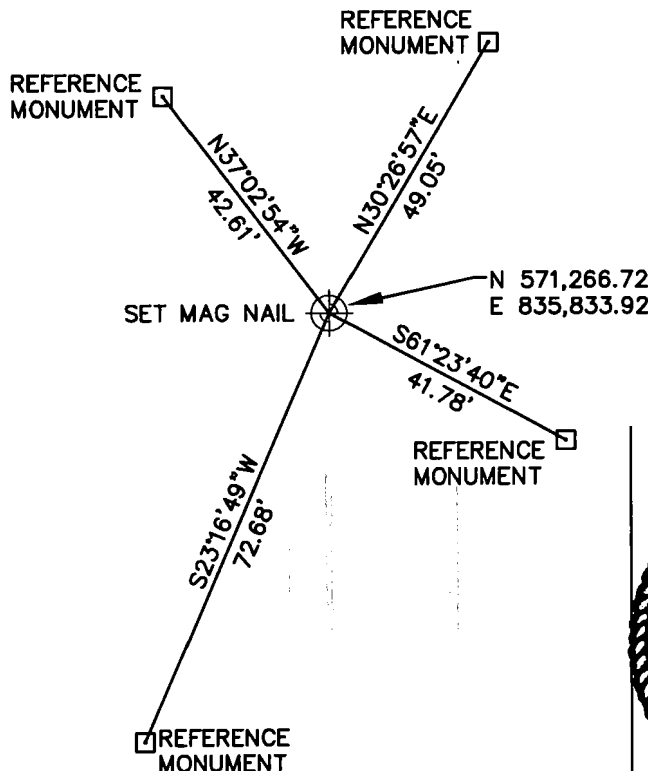 REFERENCE
MONUMENT
REFERENCE
MONUMENT
N37°02'54"W
42.61'
N30°26'57"E
49.05'
N 571,266.72
E 835,833.92
SET MAG NAIL
S61°23'40"E
41.78'
REFERENCE
MONUMENT
S23°16'49"W
72.68'
REFERENCE
MONUMENT